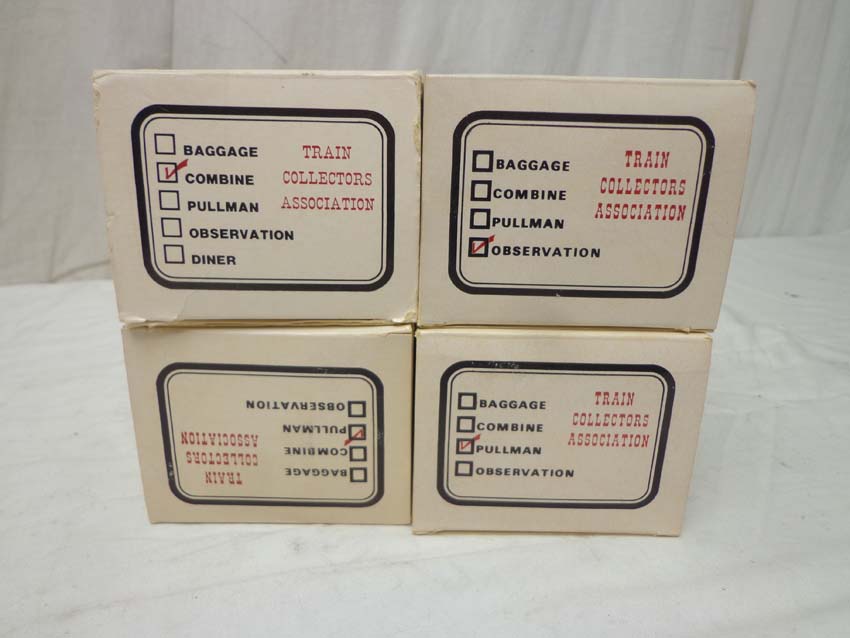 BAGGAGE
COMBINE
PULLMAN
OBSERVATION
DINER
TRAIN
COLLECTORS
ASSOCIATION
BAGGAGE
COMBINE
PULLMAN
OBSERVATION
TRAIN
COLLECTORS
ASSOCIATION
BAGGAGE
COMBINE
PULLMAN
OBSERVATION
TRAIN
COLLECTORS
ASSOCIATION
BAGGAGE
COMBINE
PULLMAN
OBSERVATION
TRAIN
COLLECTORS
ASSOCIATION